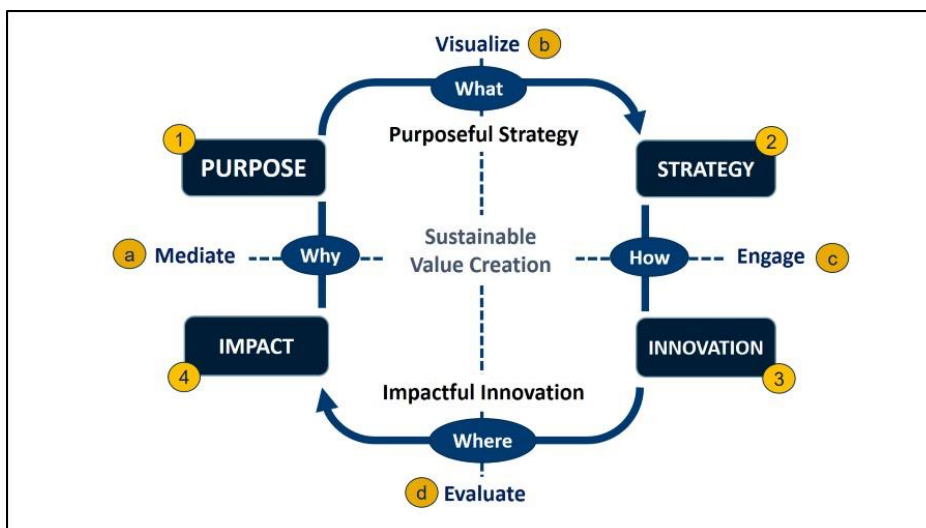 Visualize b
What
Purposeful Strategy
1
PURPOSE
2
STRATEGY
a Mediate
Why
Sustainable
Value Creation
How
Engage c
IMPACT
4
INNOVATION
3
Impactful Innovation
Where
d Evaluate